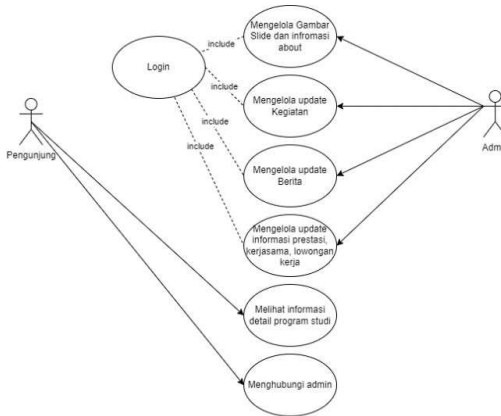 Mengelola Gambar
Slide dan infromasi
about
include
Login
include
Mengelola update
Kegiatan
include
include
Pengunjung
Adm
Mengelola update
Berita
Mengelola update
informasi prestasi,
kerjasama, lowongan
kerja
Melihat informasi
detail program studi
Menghubungi admin